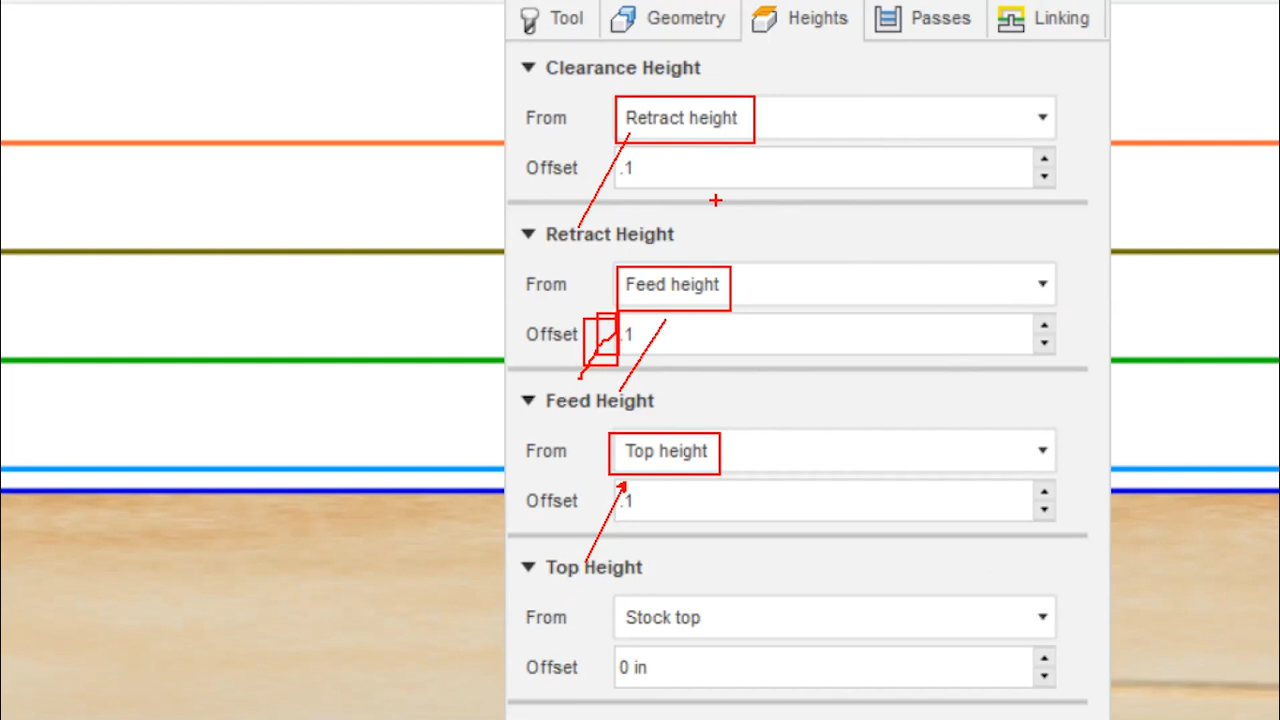 Tool Geometry Heights Passes Linking
Clearance Height
From Retract height
Offset .1
Retract Height
From Feed height
Offset .1
Feed Height
From Top height
Offset .1
Top Height
From Stock top
Offset 0 in